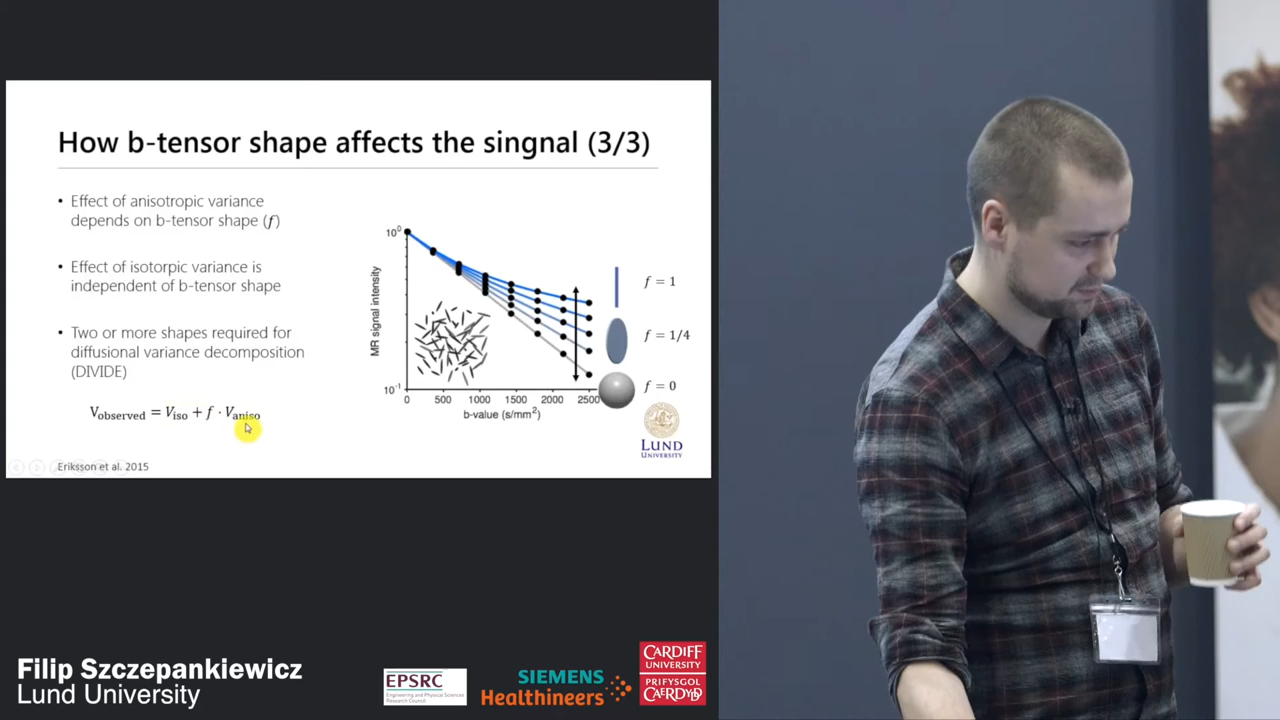 How b-tensor shape affects the singnal (3/3)
• Effect of anisotropic variance
depends on b-tensor shape (f)
• Effect of isotorpic variance is
independent of b-tensor shape
• Two or more shapes required for
diffusional variance decomposition
(DIVIDE)
V_observed = V_iso + f · V_aniso
Eriksson et al. 2015
MR signal intensity
10^0
10^-1
0 500 1000 1500 2000 2500
b-value (s/mm²)
f = 1
f = 1/4
f = 0
LUND
UNIVERSITY
Filip Szczepankiewicz
Lund University
EPSRC
Engineering and Physical Sciences
Research Council
SIEMENS
Healthineers
CARDIFF
UNIVERSITY
PRIFYSGOL
CAERDYDD